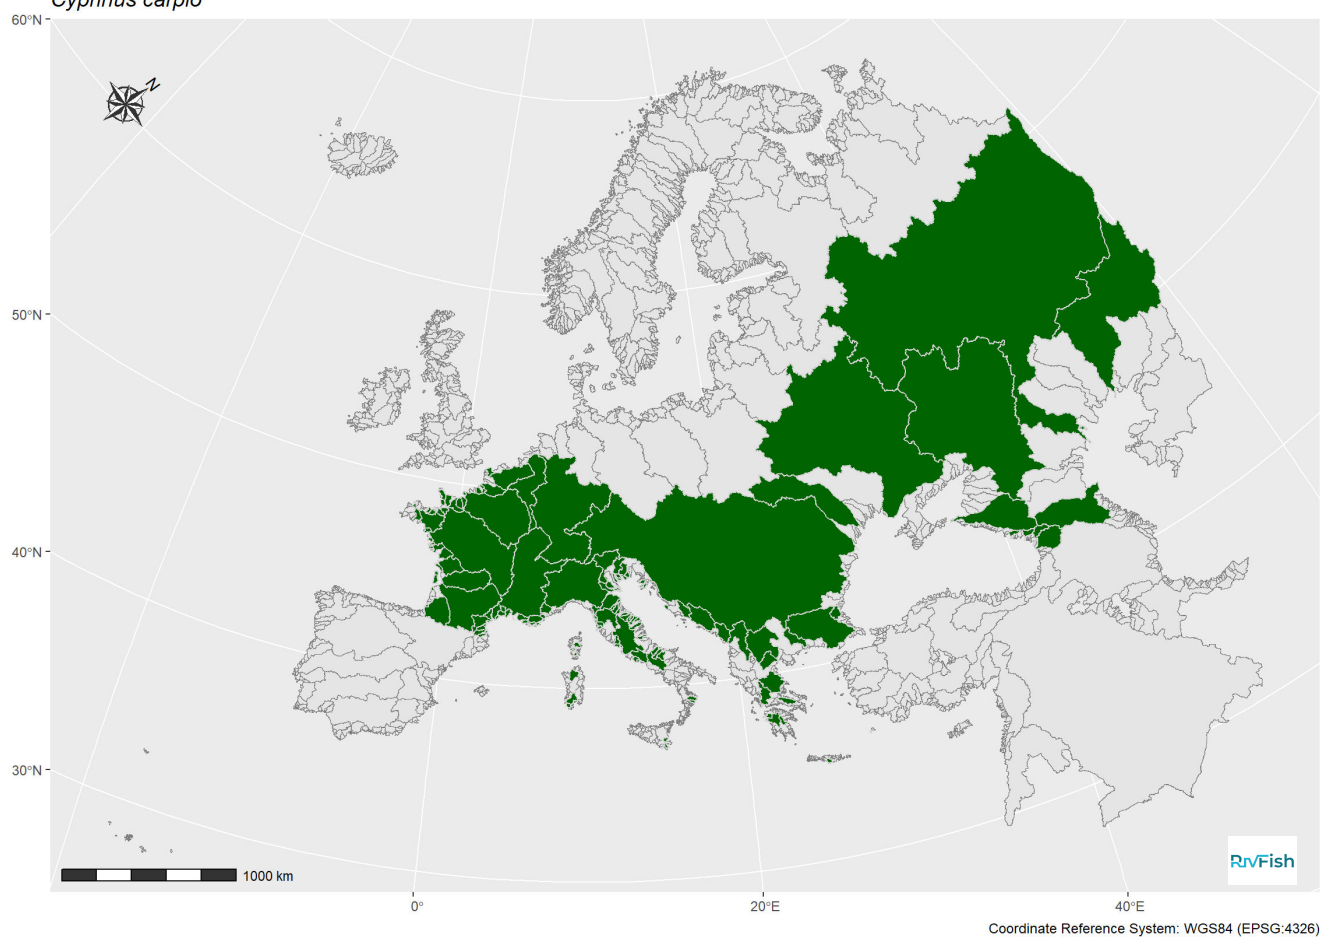 Cyprinus carpio
60°N
N
50°N
40°N
30°N
1000 km
RivFish
0°
20°E
40°E
Coordinate Reference System: WGS84 (EPSG:4326)